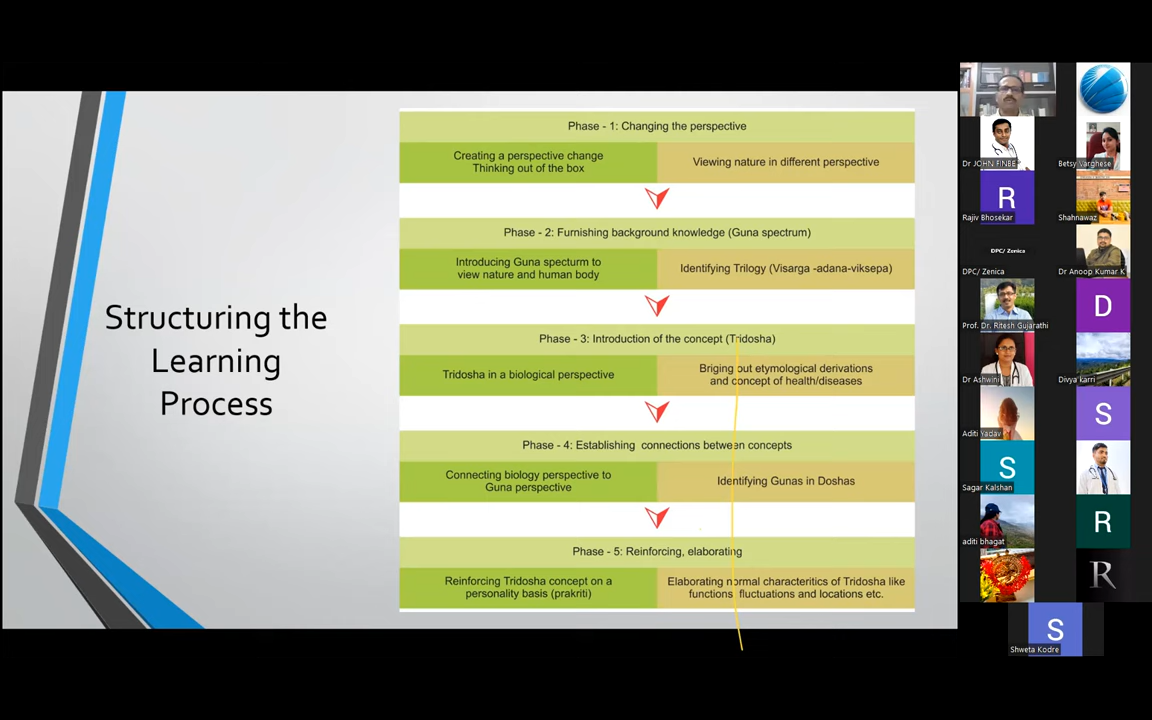 Structuring the
Learning
Process
Phase - 1: Changing the perspective
Creating a perspective change
Thinking out of the box
Viewing nature in different perspective
Phase - 2: Furnishing background knowledge (Guna spectrum)
Introducing Guna specturm to
view nature and human body
Identifying Trilogy (Visarga -adana-viksepa)
Phase - 3: Introduction of the concept (Tridosha)
Tridosha in a biological perspective
Briging out etymological derivations
and concept of health/diseases
Phase - 4: Establishing connections between concepts
Connecting biology perspective to
Guna perspective
Identifying Gunas in Doshas
Phase - 5: Reinforcing, elaborating
Reinforcing Tridosha concept on a
personality basis (prakriti)
Elaborating normal characteritics of Tridosha like
functions, fluctuations and locations etc.
Dr JOHN FINBE
Betsy Varghese
R
Rajiv Bhosekar
Shahnawaz
DPC/ Zenica
DPC/ Zenica
Dr Anoop Kumar K
Prof. Dr. Ritesh Gujarathi
D
Dr Ashwini
Divya karri
Aditi Yadav
S
S
Sagar Kalshan
aditi bhagat
R
R
S
Shweta Kodre